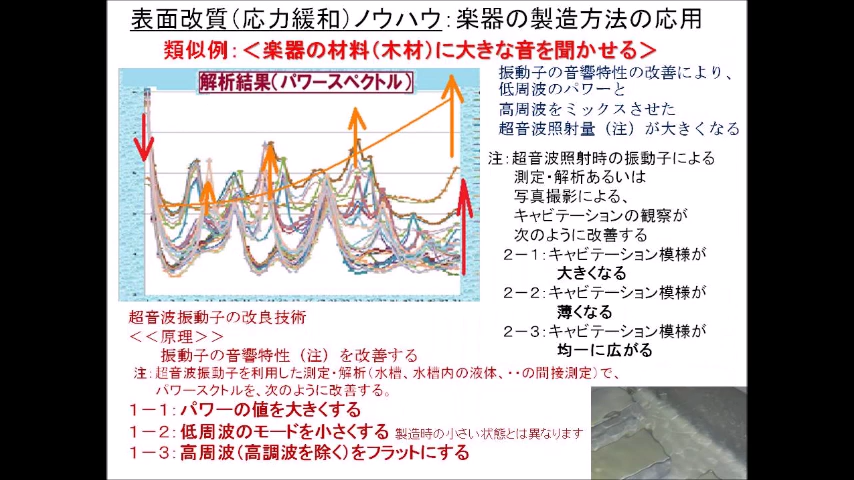 表面改質（応力緩和）ノウハウ：楽器の製造方法の応用
類似例：＜楽器の材料（木材）に大きな音を聞かせる＞
解析結果（パワースペクトル）
振動子の音響特性の改善により、
低周波のパワーと
高周波をミックスさせた
超音波照射量（注）が大きくなる
注：超音波照射時の振動子による
測定・解析あるいは
写真撮影による、
キャビテーションの観察が
次のように改善する
２－１：キャビテーション模様が
大きくなる
２－２：キャビテーション模様が
薄くなる
２－３：キャビテーション模様が
均一に広がる
超音波振動子の改良技術
＜＜原理＞＞
振動子の音響特性（注）を改善する
注：超音波振動子を利用した測定・解析（水槽、水槽内の液体、・・の間接測定）で、
パワースクトルを、次のように改善する。
１－１：パワーの値を大きくする
１－２：低周波のモードを小さくする 製造時の小さい状態とは異なります
１－３：高周波（高調波を除く）をフラットにする